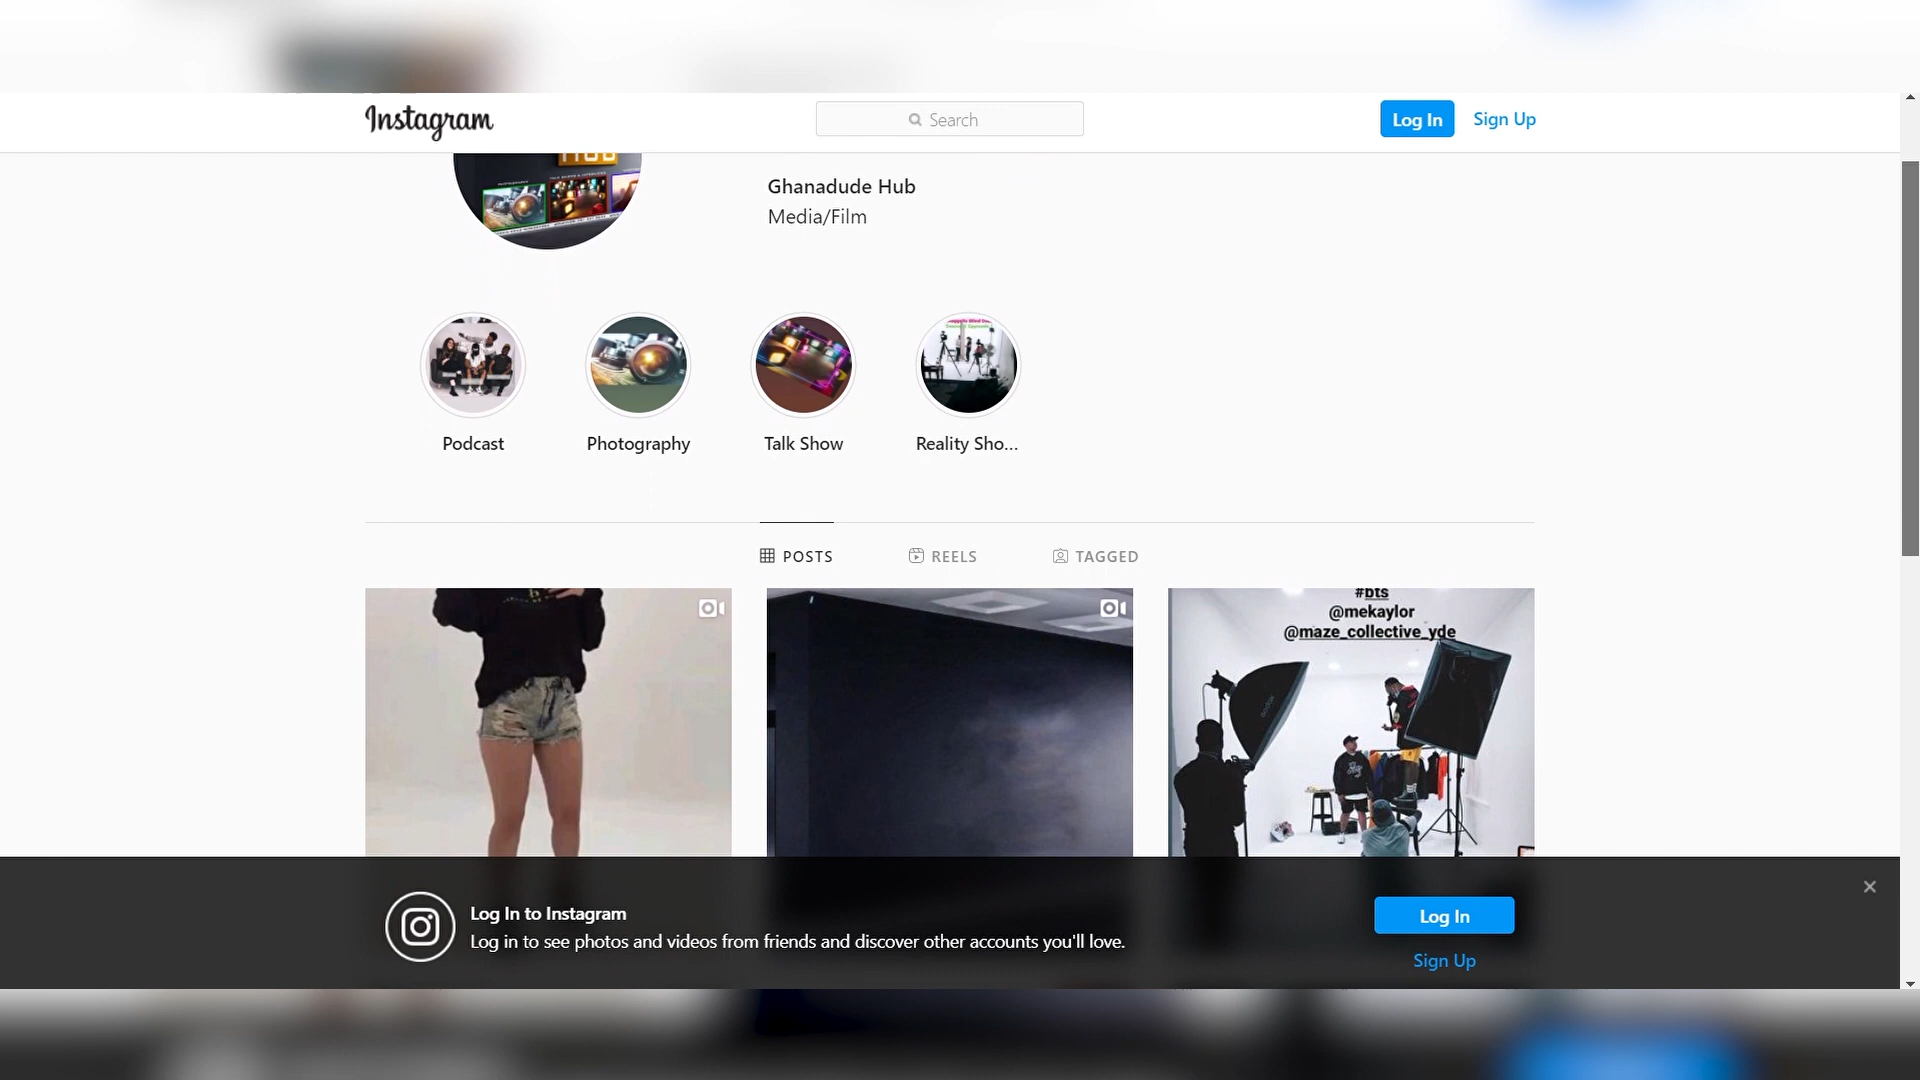 Instagram
Search
Log In
Sign Up
Ghanadude Hub
Media/Film
Podcast
Photography
Talk Show
Reality Sho...
POSTS
REELS
TAGGED
#bts
@mekaylor
@maze_collective_yde
Log In to Instagram
Log in to see photos and videos from friends and discover other accounts you'll love.
Log In
Sign Up